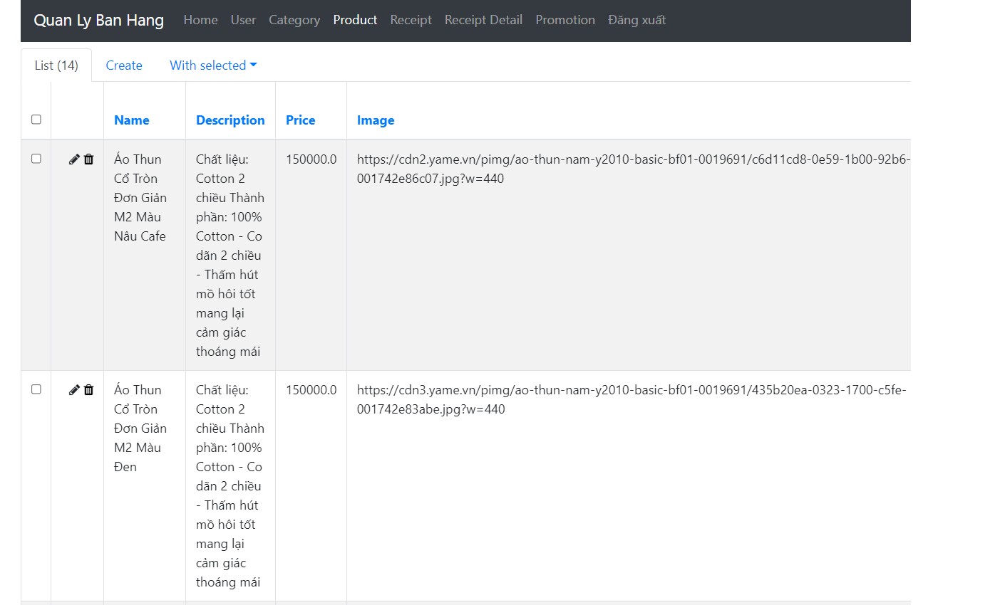 Quan Ly Ban Hang Home User Category Product Receipt Receipt Detail Promotion Đăng xuất
List (14) Create With selected
Name Description Price Image
Áo Thun
Cổ Tròn
Đơn Giản
M2 Màu
Nâu Cafe
Chất liệu:
Cotton 2
chiều Thành
phần: 100%
Cotton - Co
dãn 2 chiều
- Thấm hút
mồ hôi tốt
mang lại
cảm giác
thoáng mái
150000.0
https://cdn2.yame.vn/pimg/ao-thun-nam-y2010-basic-bf01-0019691/c6d11cd8-0e59-1b00-92b6-
001742e86c07.jpg?w=440
Áo Thun
Cổ Tròn
Đơn Giản
M2 Màu
Đen
Chất liệu:
Cotton 2
chiều Thành
phần: 100%
Cotton - Co
dãn 2 chiều
- Thấm hút
mồ hôi tốt
mang lại
cảm giác
thoáng mái
150000.0
https://cdn3.yame.vn/pimg/ao-thun-nam-y2010-basic-bf01-0019691/435b20ea-0323-1700-c5fe-
001742e83abe.jpg?w=440